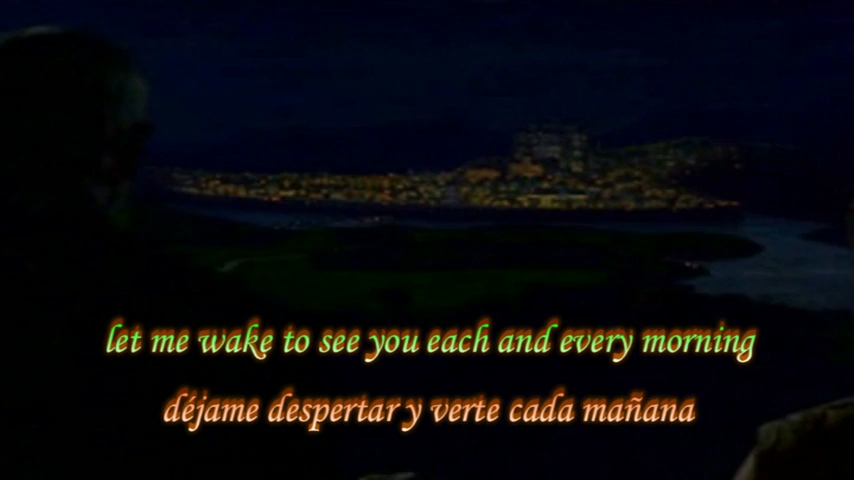 let me wake to see you each and every morning
déjame despertar y verte cada mañana